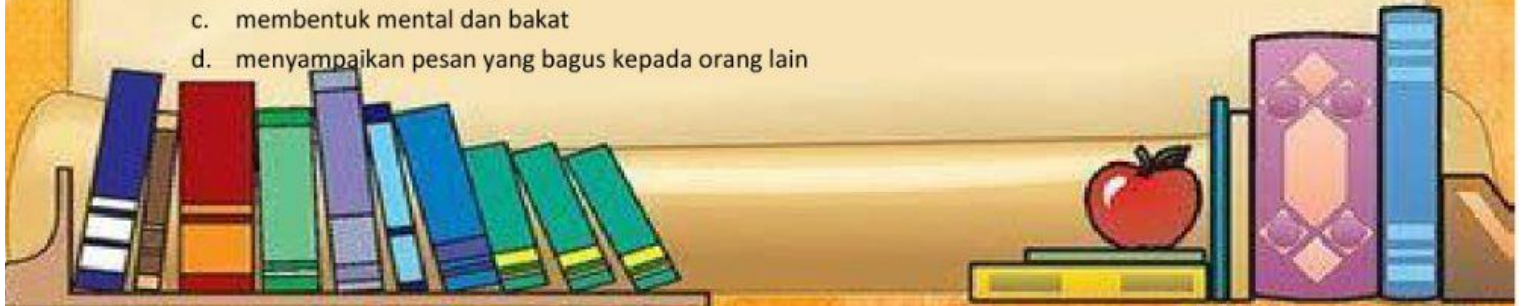 c. membentuk mental dan bakat
d. menyampaikan pesan yang bagus kepada orang lain